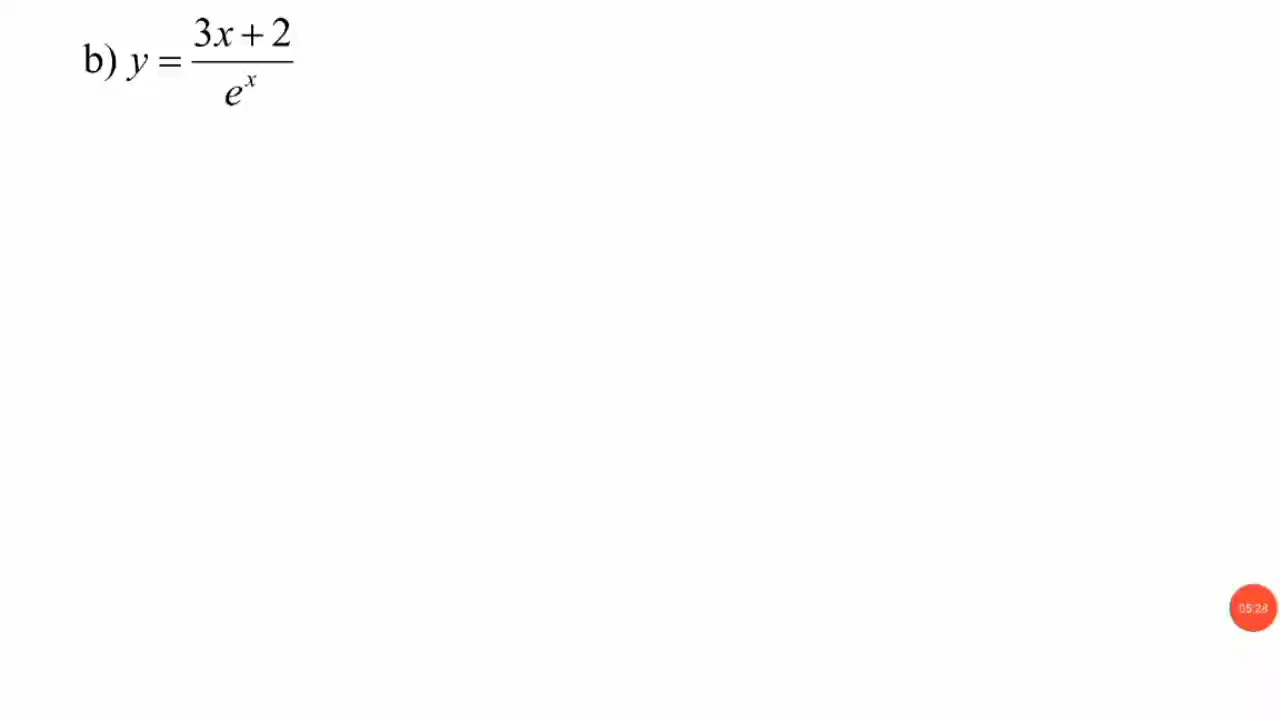 b) y = (3x + 2) / e^x
05:28